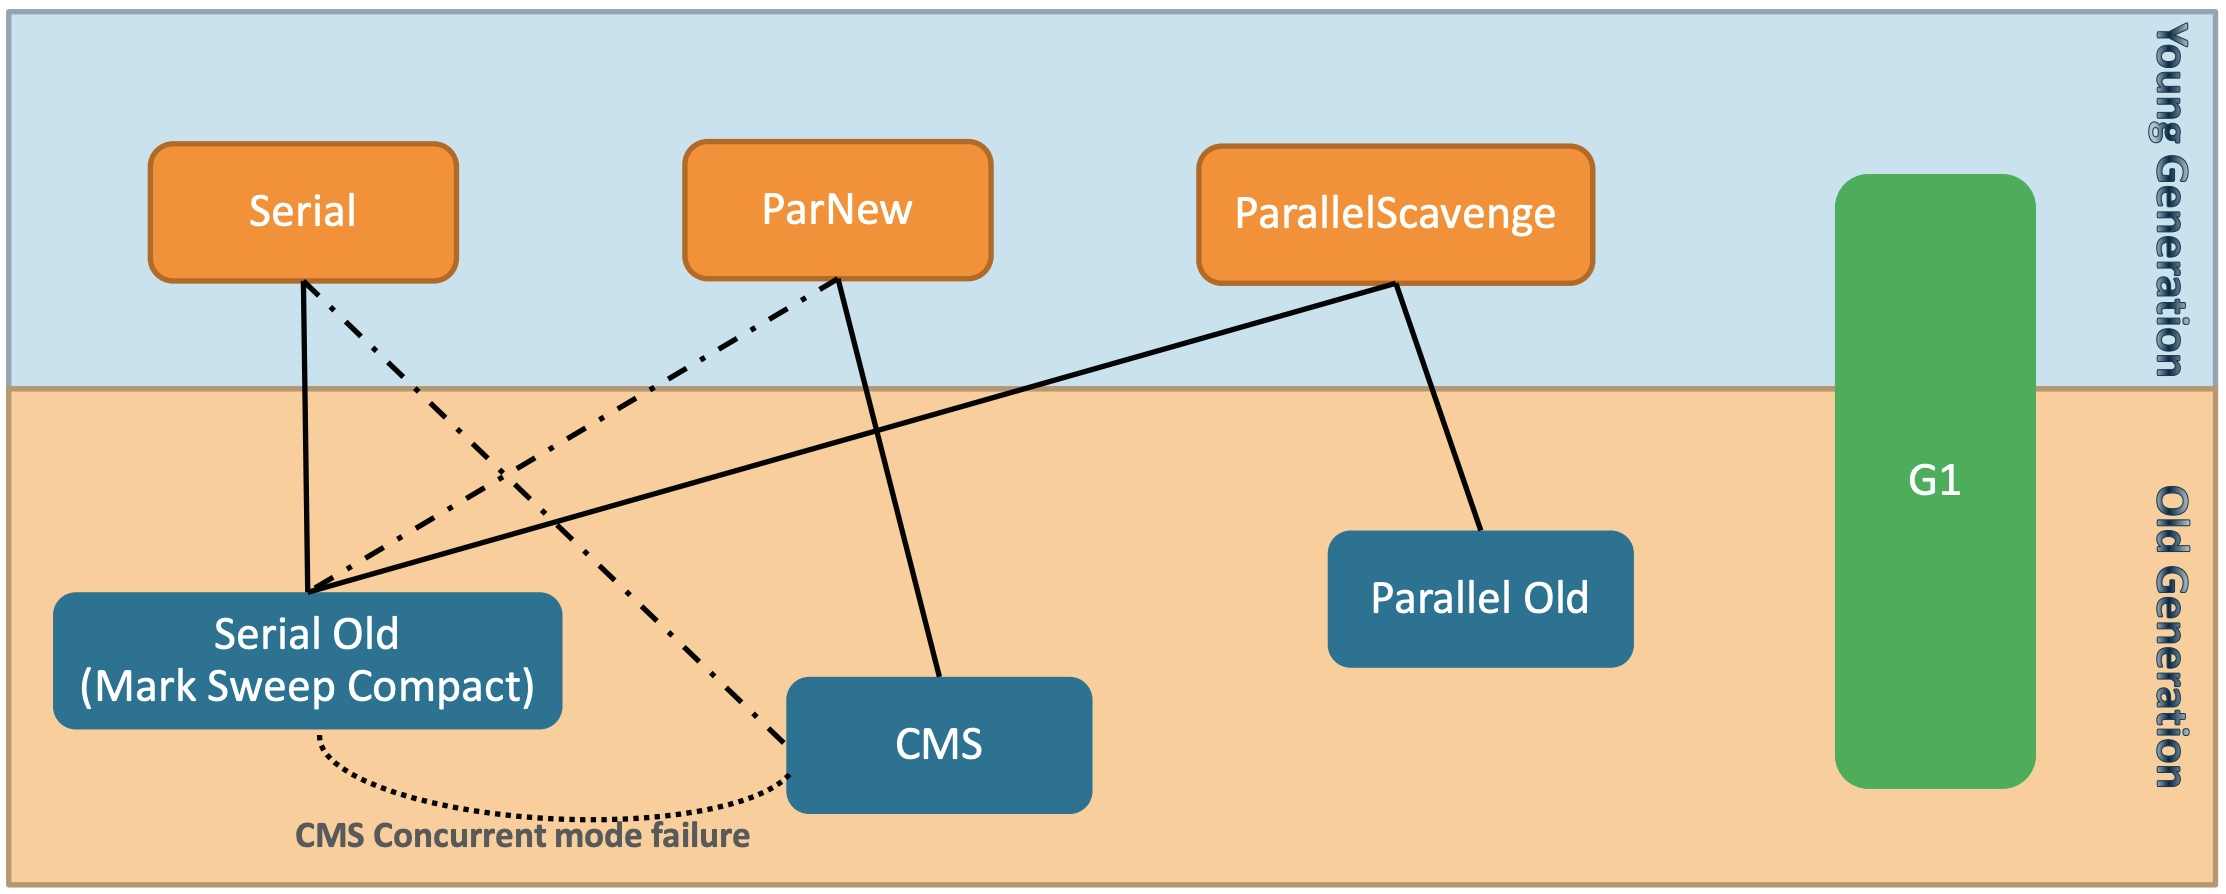 Young Generation
Serial
ParNew
ParallelScavenge
G1
Old Generation
Parallel Old
Serial Old
(Mark Sweep Compact)
CMS
CMS Concurrent mode failure